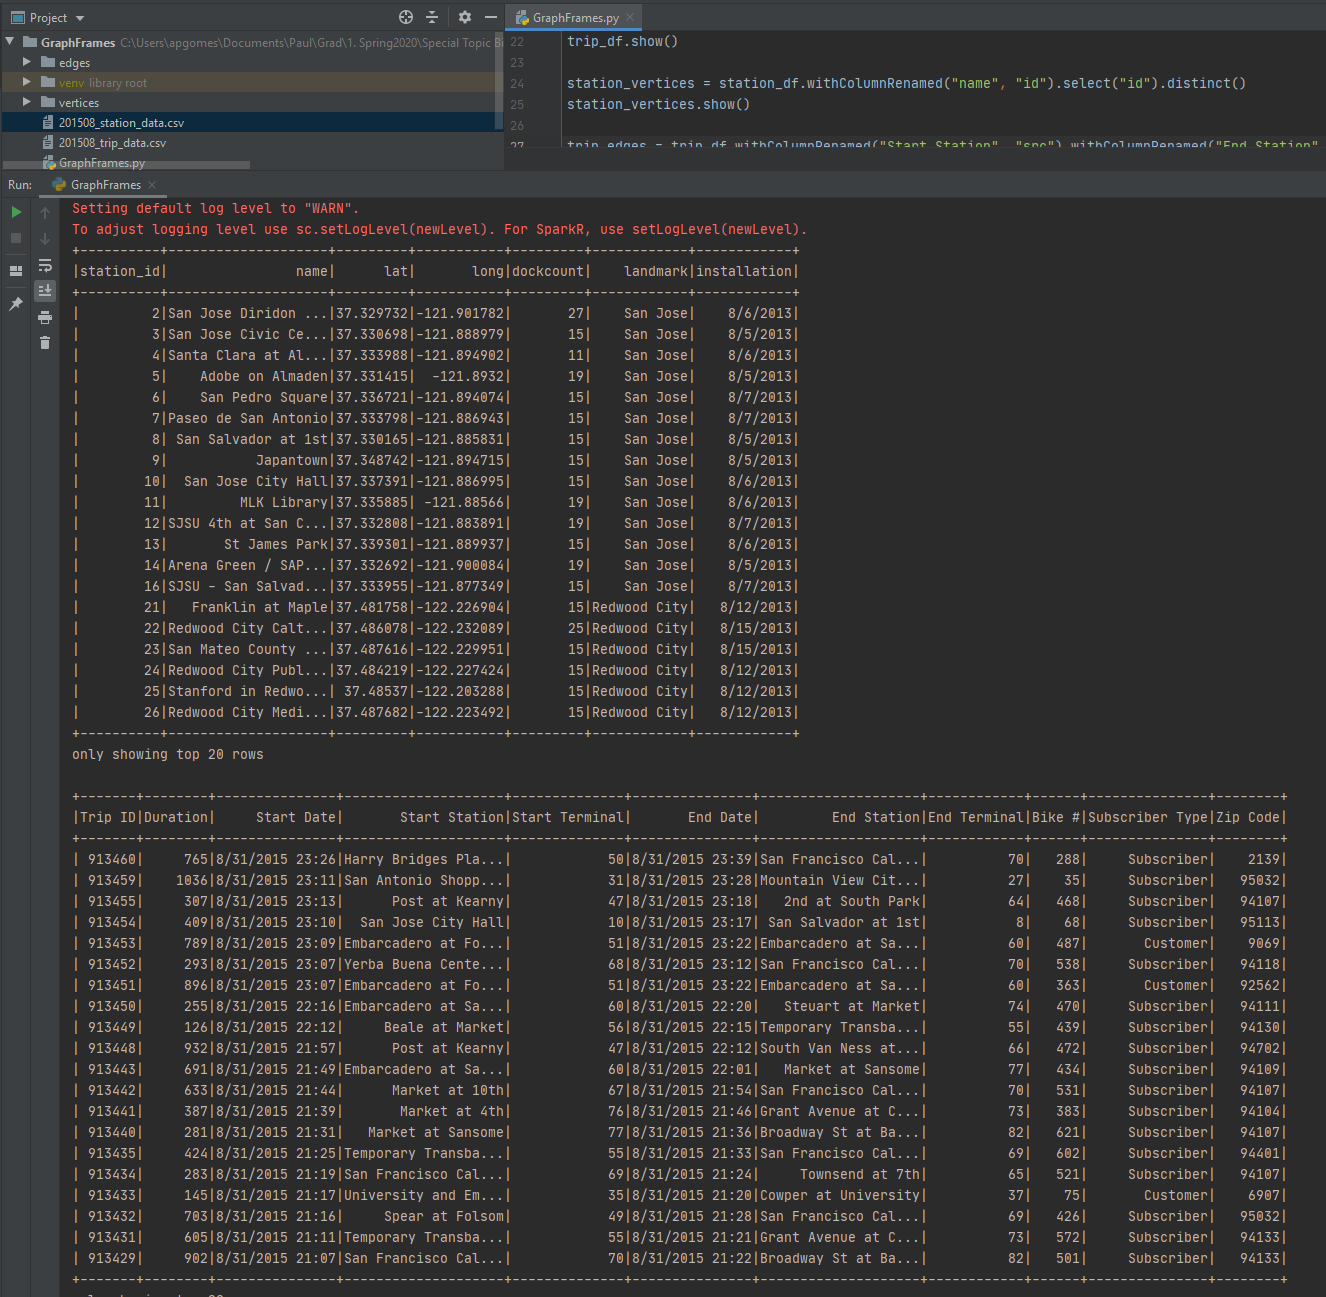 Project
GraphFrames.py
GraphFrames C:\Users\apgomes\Documents\Paul\Grad\1. Spring2020\Special Topic Bi
edges
venv library root
vertices
201508_station_data.csv
201508_trip_data.csv
GraphFrames.py
22 trip_df.show()
23
24 station_vertices = station_df.withColumnRenamed("name", "id").select("id").distinct()
25 station_vertices.show()
26
27 trip_edges = trip_df.withColumnRenamed("Start Station", "src").withColumnRenamed("End Station"
Run: GraphFrames
Setting default log level to "WARN".
To adjust logging level use sc.setLogLevel(newLevel). For SparkR, use setLogLevel(newLevel).
+----------+--------------------+---------+-----------+---------+------------+------------+
|station_id|                name|      lat|       long|dockcount|    landmark|installation|
+----------+--------------------+---------+-----------+---------+------------+------------+
|         2|San Jose Diridon ...|37.329732|-121.901782|       27|    San Jose|    8/6/2013|
|         3|San Jose Civic Ce...|37.330698|-121.888979|       15|    San Jose|    8/5/2013|
|         4|Santa Clara at Al...|37.333988|-121.894902|       11|    San Jose|    8/6/2013|
|         5|    Adobe on Almaden|37.331415|  -121.8932|       19|    San Jose|    8/5/2013|
|         6|    San Pedro Square|37.336721|-121.894074|       15|    San Jose|    8/7/2013|
|         7|Paseo de San Antonio|37.333798|-121.886943|       15|    San Jose|    8/7/2013|
|         8| San Salvador at 1st|37.330165|-121.885831|       15|    San Jose|    8/5/2013|
|         9|           Japantown|37.348742|-121.894715|       15|    San Jose|    8/5/2013|
|        10|  San Jose City Hall|37.337391|-121.886995|       15|    San Jose|    8/6/2013|
|        11|         MLK Library|37.335885| -121.88566|       19|    San Jose|    8/6/2013|
|        12|SJSU 4th at San C...|37.332808|-121.883891|       19|    San Jose|    8/7/2013|
|        13|       St James Park|37.339301|-121.889937|       15|    San Jose|    8/6/2013|
|        14|Arena Green / SAP...|37.332692|-121.900084|       19|    San Jose|    8/5/2013|
|        16|SJSU - San Salvad...|37.333955|-121.877349|       15|    San Jose|    8/7/2013|
|        21|   Franklin at Maple|37.481758|-122.226904|       15|Redwood City|   8/12/2013|
|        22|Redwood City Calt...|37.486078|-122.232089|       25|Redwood City|   8/15/2013|
|        23|San Mateo County ...|37.487616|-122.229951|       15|Redwood City|   8/15/2013|
|        24|Redwood City Publ...|37.484219|-122.227424|       15|Redwood City|   8/12/2013|
|        25|Stanford in Redwo...| 37.48537|-122.203288|       15|Redwood City|   8/12/2013|
|        26|Redwood City Medi...|37.487682|-122.223492|       15|Redwood City|   8/12/2013|
+----------+--------------------+---------+-----------+---------+------------+------------+
only showing top 20 rows
+-------+--------+---------------+--------------------+--------------+---------------+--------------------+------------+------+---------------+--------+
|Trip ID|Duration|     Start Date|       Start Station|Start Terminal|       End Date|         End Station|End Terminal|Bike #|Subscriber Type|Zip Code|
+-------+--------+---------------+--------------------+--------------+---------------+--------------------+------------+------+---------------+--------+
| 913460|     765|8/31/2015 23:26|Harry Bridges Pla...|            50|8/31/2015 23:39|San Francisco Cal...|          70|   288|     Subscriber|    2139|
| 913459|    1036|8/31/2015 23:11|San Antonio Shopp...|            31|8/31/2015 23:28|Mountain View Cit...|          27|    35|     Subscriber|   95032|
| 913455|     307|8/31/2015 23:13|      Post at Kearny|            47|8/31/2015 23:18|   2nd at South Park|          64|   468|     Subscriber|   94107|
| 913454|     409|8/31/2015 23:10|  San Jose City Hall|            10|8/31/2015 23:17| San Salvador at 1st|           8|    68|     Subscriber|   95113|
| 913453|     789|8/31/2015 23:09|Embarcadero at Fo...|            51|8/31/2015 23:22|Embarcadero at Sa...|          60|   487|       Customer|    9069|
| 913452|     293|8/31/2015 23:07|Yerba Buena Cente...|            68|8/31/2015 23:12|San Francisco Cal...|          70|   538|     Subscriber|   94118|
| 913451|     896|8/31/2015 23:07|Embarcadero at Fo...|            51|8/31/2015 23:22|Embarcadero at Sa...|          60|   363|       Customer|   92562|
| 913450|     255|8/31/2015 22:16|Embarcadero at Sa...|            60|8/31/2015 22:20|   Steuart at Market|          74|   470|     Subscriber|   94111|
| 913449|     126|8/31/2015 22:12|     Beale at Market|            56|8/31/2015 22:15|Temporary Transba...|          55|   439|     Subscriber|   94130|
| 913448|     932|8/31/2015 21:57|      Post at Kearny|            47|8/31/2015 22:12|South Van Ness at...|          66|   472|     Subscriber|   94702|
| 913443|     691|8/31/2015 21:49|Embarcadero at Sa...|            60|8/31/2015 22:01|   Market at Sansome|          77|   434|     Subscriber|   94109|
| 913442|     633|8/31/2015 21:44|      Market at 10th|            67|8/31/2015 21:54|San Francisco Cal...|          70|   531|     Subscriber|   94107|
| 913441|     387|8/31/2015 21:39|       Market at 4th|            76|8/31/2015 21:46|Grant Avenue at C...|          73|   383|     Subscriber|   94104|
| 913440|     281|8/31/2015 21:31|   Market at Sansome|            77|8/31/2015 21:36|Broadway St at Ba...|          82|   621|     Subscriber|   94107|
| 913435|     424|8/31/2015 21:25|Temporary Transba...|            55|8/31/2015 21:33|San Francisco Cal...|          69|   602|     Subscriber|   94401|
| 913434|     283|8/31/2015 21:19|San Francisco Cal...|            69|8/31/2015 21:24|     Townsend at 7th|          65|   521|     Subscriber|   94107|
| 913433|     145|8/31/2015 21:17|University and Em...|            35|8/31/2015 21:20|Cowper at University|          37|    75|       Customer|    6907|
| 913432|     703|8/31/2015 21:16|     Spear at Folsom|            49|8/31/2015 21:28|San Francisco Cal...|          69|   426|     Subscriber|   95032|
| 913431|     605|8/31/2015 21:11|Temporary Transba...|            55|8/31/2015 21:21|Grant Avenue at C...|          73|   572|     Subscriber|   94133|
| 913429|     902|8/31/2015 21:07|San Francisco Cal...|            70|8/31/2015 21:22|Broadway St at Ba...|          82|   501|     Subscriber|   94133|
+-------+--------+---------------+--------------------+--------------+---------------+--------------------+------------+------+---------------+--------+